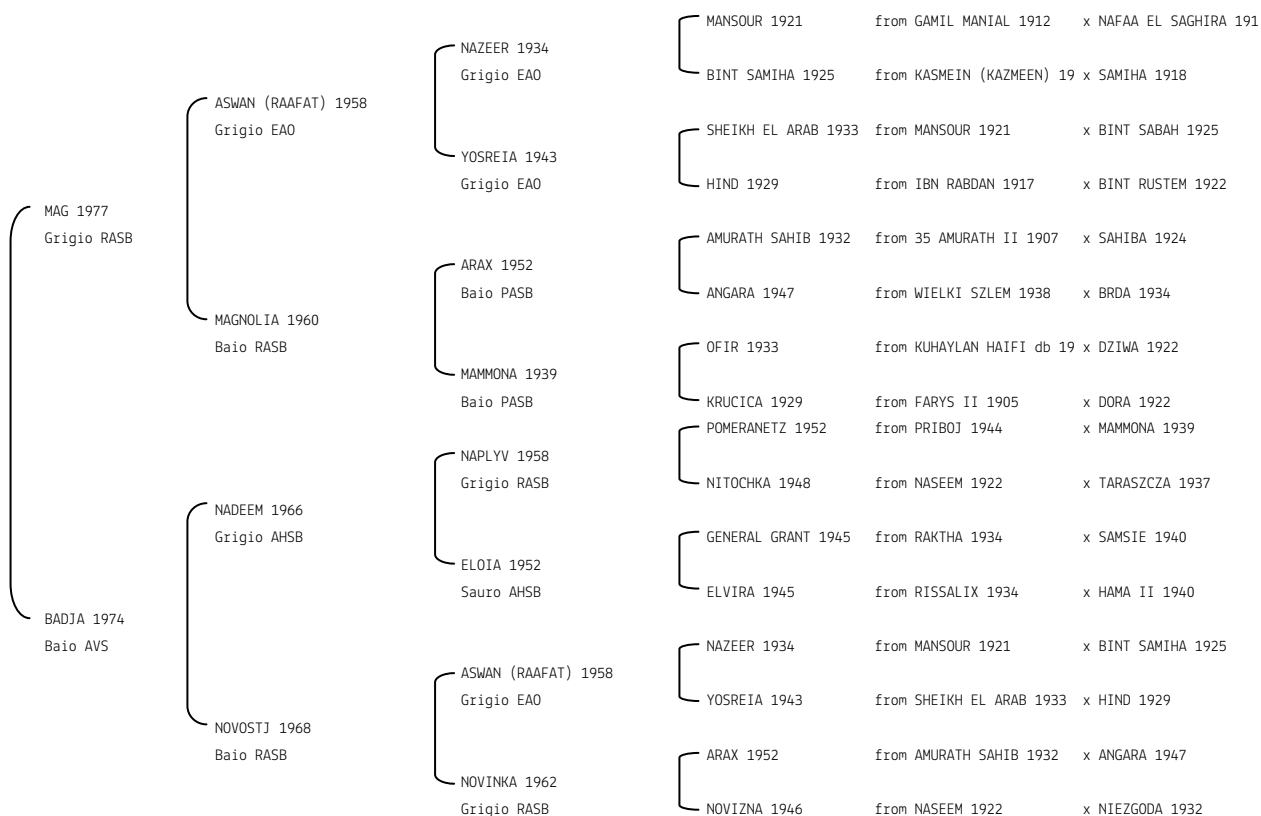 MANSOUR 1921 from GAMIL MANIAL 1912 x NAFAA EL SAGHIRA 191
NAZEER 1934
Grigio EAO
BINT SAMIHA 1925 from KASMEIN (KAZMEEN) 19 x SAMIHA 1918
ASWAN (RAAFAT) 1958
Grigio EAO
SHEIKH EL ARAB 1933 from MANSOUR 1921 x BINT SABAH 1925
YOSREIA 1943
Grigio EAO
HIND 1929 from IBN RABDAN 1917 x BINT RUSTEM 1922
MAG 1977
Grigio RASB
AMURATH SAHIB 1932 from 35 AMURATH II 1907 x SAHIBA 1924
ARAX 1952
Baio PASB
ANGARA 1947 from WIELKI SZLEM 1938 x BRDA 1934
MAGNOLIA 1960
Baio RASB
OFIR 1933 from KUHAYLAN HAIFI db 19 x DZIWA 1922
MAMMONA 1939
Baio PASB
KRUCICA 1929 from FARYS II 1905 x DORA 1922
POMERANETZ 1952 from PRIBOJ 1944 x MAMMONA 1939
NAPLYV 1958
Grigio RASB
NITOCHKA 1948 from NASEEM 1922 x TARASZCZA 1937
NADEEM 1966
Grigio AHSB
GENERAL GRANT 1945 from RAKTHA 1934 x SAMSIE 1940
ELOIA 1952
Sauro AHSB
ELVIRA 1945 from RISSALIX 1934 x HAMA II 1940
BADJA 1974
Baio AVS
NAZEER 1934 from MANSOUR 1921 x BINT SAMIHA 1925
ASWAN (RAAFAT) 1958
Grigio EAO
YOSREIA 1943 from SHEIKH EL ARAB 1933 x HIND 1929
NOVOSTJ 1968
Baio RASB
ARAX 1952 from AMURATH SAHIB 1932 x ANGARA 1947
NOVINKA 1962
Grigio RASB
NOVIZNA 1946 from NASEEM 1922 x NIEZGODA 1932